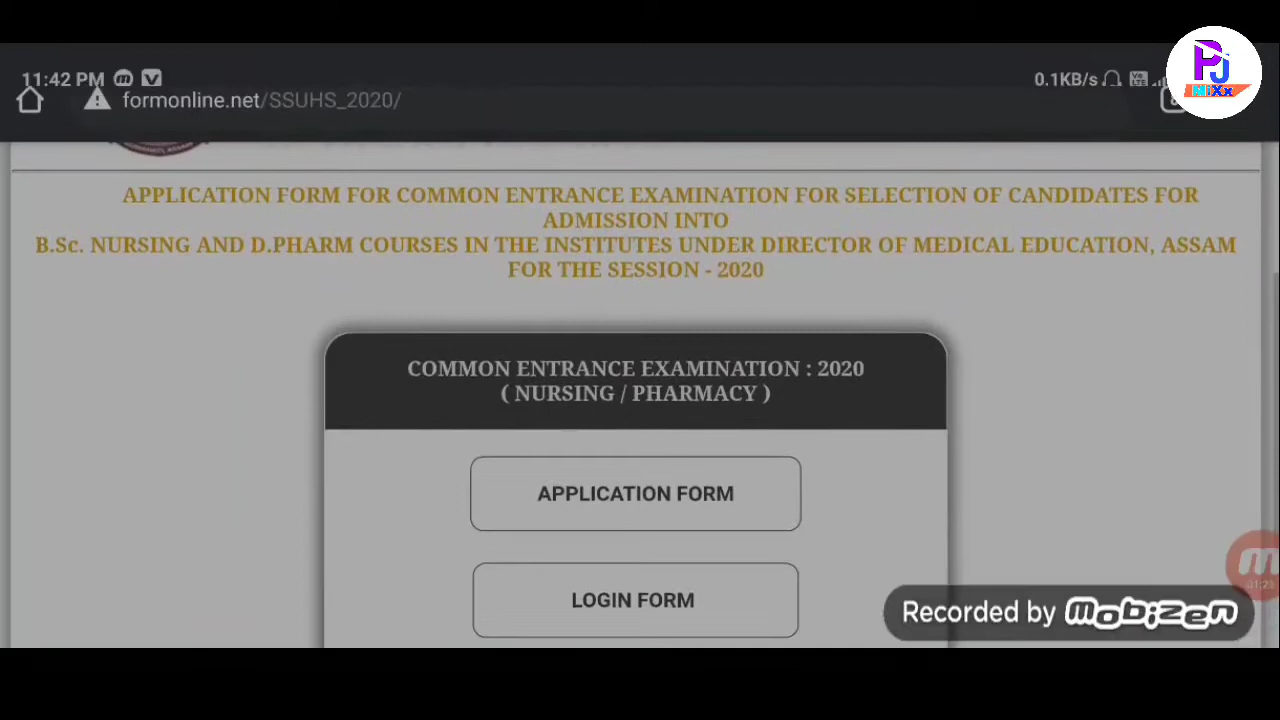 PJ
MiXx
11:42 PM
0.1KB/s
formonline.net/SSUHS_2020/
APPLICATION FORM FOR COMMON ENTRANCE EXAMINATION FOR SELECTION OF CANDIDATES FOR
ADMISSION INTO
B.Sc. NURSING AND D.PHARM COURSES IN THE INSTITUTES UNDER DIRECTOR OF MEDICAL EDUCATION, ASSAM
FOR THE SESSION - 2020
COMMON ENTRANCE EXAMINATION : 2020
( NURSING / PHARMACY )
APPLICATION FORM
LOGIN FORM
Recorded by mobizen